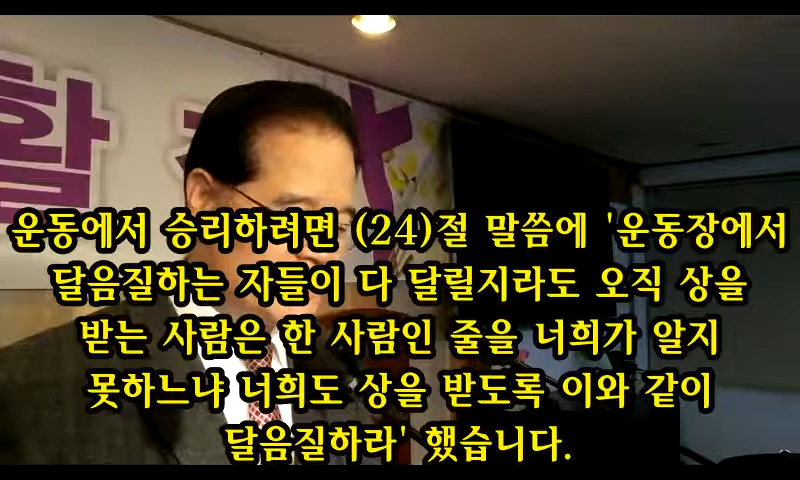 활
운동에서 승리하려면 (24)절 말씀에 '운동장에서
달음질하는 자들이 다 달릴지라도 오직 상을
받는 사람은 한 사람인 줄을 너희가 알지
못하느냐 너희도 상을 받도록 이와 같이
달음질하라' 했습니다.